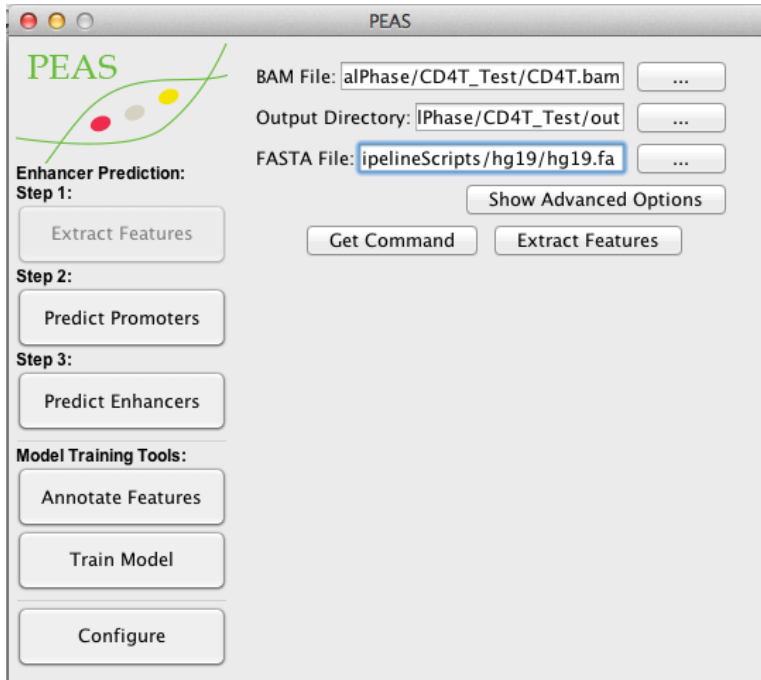 PEAS
PEAS
Enhancer Prediction:
Step 1:
Extract Features
Step 2:
Predict Promoters
Step 3:
Predict Enhancers
Model Training Tools:
Annotate Features
Train Model
Configure
BAM File: alPhase/CD4T_Test/CD4T.bam ...
Output Directory: lPhase/CD4T_Test/out ...
FASTA File: ipelineScripts/hg19/hg19.fa ...
Show Advanced Options
Get Command Extract Features